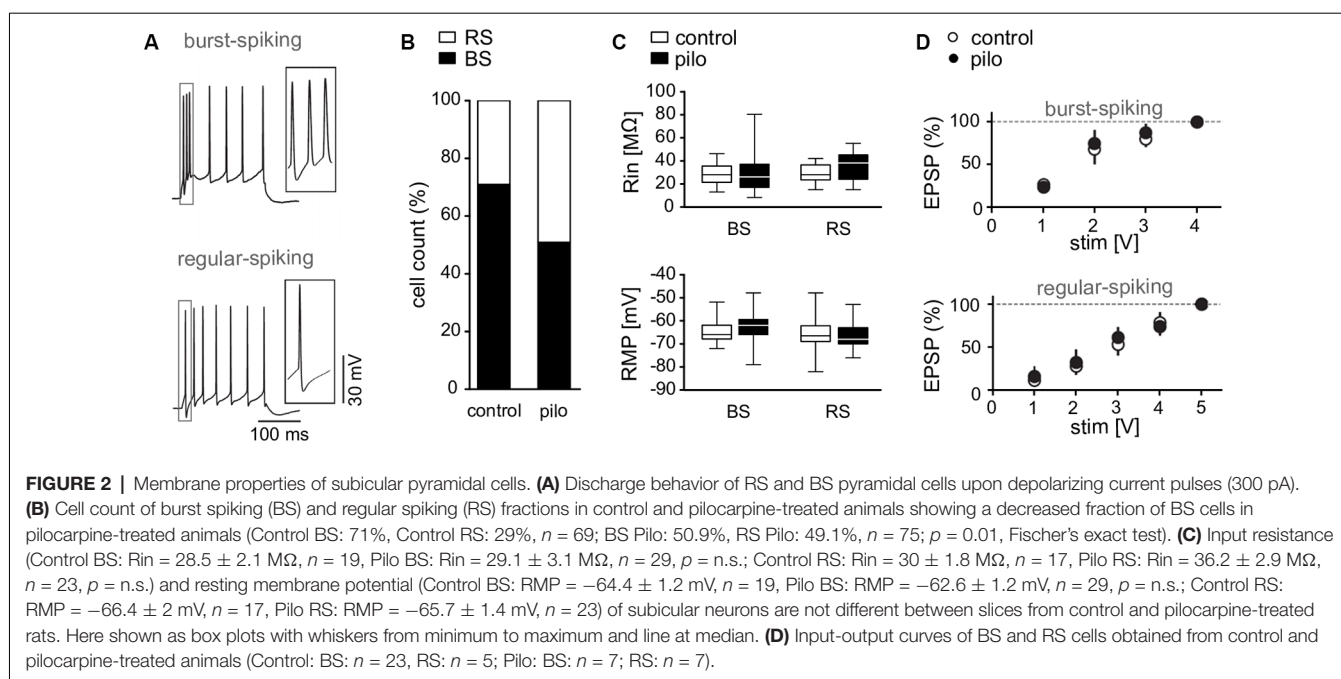 A
burst-spiking
regular-spiking
30 mV
100 ms
B
RS
BS
cell count (%)
100
80
60
40
20
0
control
pilo
C
control
pilo
Rin [MΩ]
100
80
60
40
20
0
BS
RS
RMP [mV]
-40
-50
-60
-70
-80
-90
BS
RS
D
control
pilo
burst-spiking
EPSP (%)
100
50
0
1
2
3
4
stim [V]
regular-spiking
EPSP (%)
100
50
0
1
2
3
4
5
stim [V]
FIGURE 2 | Membrane properties of subicular pyramidal cells. (A) Discharge behavior of RS and BS pyramidal cells upon depolarizing current pulses (300 pA).
(B) Cell count of burst spiking (BS) and regular spiking (RS) fractions in control and pilocarpine-treated animals showing a decreased fraction of BS cells in
pilocarpine-treated animals (Control BS: 71%, Control RS: 29%, n = 69; BS Pilo: 50.9%, RS Pilo: 49.1%, n = 75; p = 0.01, Fischer's exact test). (C) Input resistance
(Control BS: Rin = 28.5 ± 2.1 MΩ, n = 19, Pilo BS: Rin = 29.1 ± 3.1 MΩ, n = 29, p = n.s.; Control RS: Rin = 30 ± 1.8 MΩ, n = 17, Pilo RS: Rin = 36.2 ± 2.9 MΩ,
n = 23, p = n.s.) and resting membrane potential (Control BS: RMP = −64.4 ± 1.2 mV, n = 19, Pilo BS: RMP = −62.6 ± 1.2 mV, n = 29, p = n.s.; Control RS:
RMP = −66.4 ± 2 mV, n = 17, Pilo RS: RMP = −65.7 ± 1.4 mV, n = 23) of subicular neurons are not different between slices from control and pilocarpine-treated
rats. Here shown as box plots with whiskers from minimum to maximum and line at median. (D) Input-output curves of BS and RS cells obtained from control and
pilocarpine-treated animals (Control: BS: n = 23, RS: n = 5; Pilo: BS: n = 7; RS: n = 7).